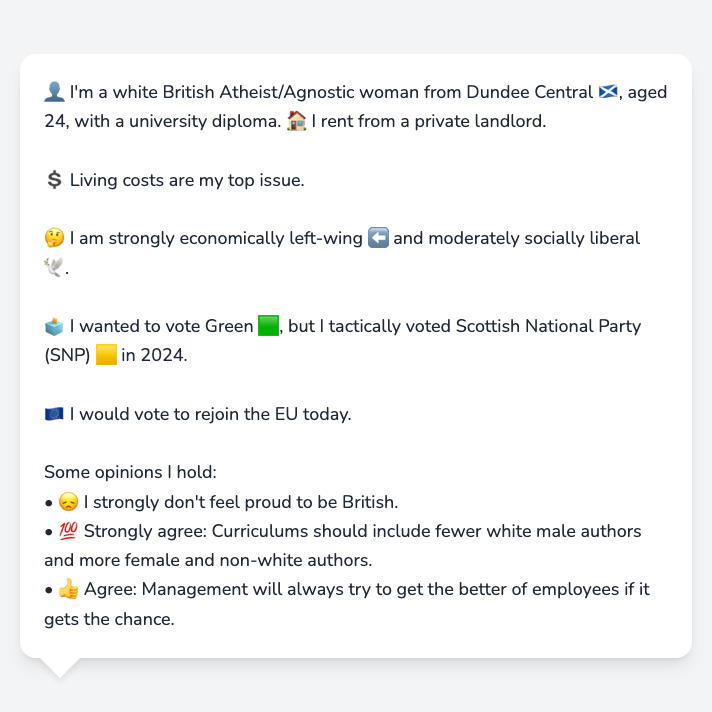 👤 I'm a white British Atheist/Agnostic woman from Dundee Central 🏴󠁧󠁢󠁳󠁣󠁴󠁿, aged
24, with a university diploma. 🏠 I rent from a private landlord.
💲 Living costs are my top issue.
🤔 I am strongly economically left-wing ⬅️ and moderately socially liberal
🕊️.
🗳️ I wanted to vote Green 🟩, but I tactically voted Scottish National Party
(SNP) 🟨 in 2024.
🇪🇺 I would vote to rejoin the EU today.
Some opinions I hold:
• 😞 I strongly don't feel proud to be British.
• 💯 Strongly agree: Curriculums should include fewer white male authors
and more female and non-white authors.
• 👍 Agree: Management will always try to get the better of employees if it
gets the chance.